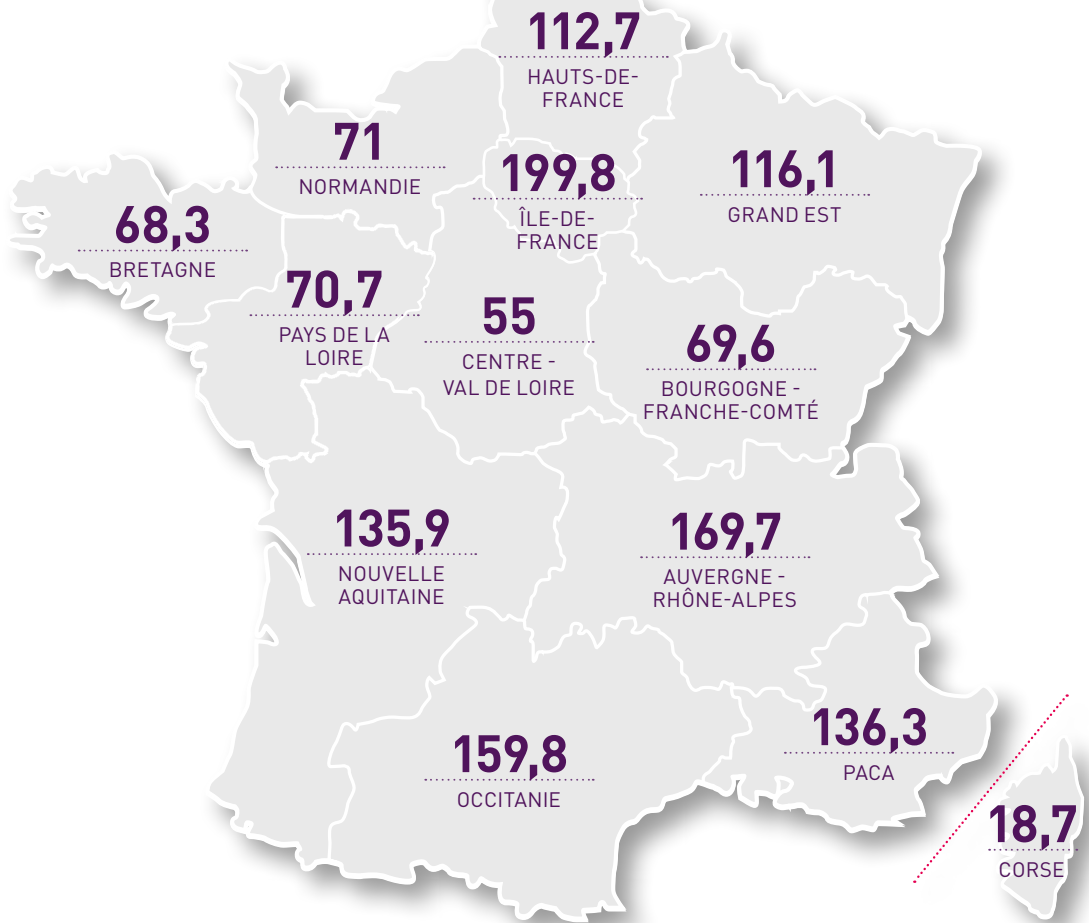 112,7
HAUTS-DE-
FRANCE
71
NORMANDIE
199,8
ÎLE-DE-
FRANCE
116,1
GRAND EST
68,3
BRETAGNE
70,7
PAYS DE LA
LOIRE
55
CENTRE -
VAL DE LOIRE
69,6
BOURGOGNE -
FRANCHE-COMTÉ
135,9
NOUVELLE
AQUITAINE
169,7
AUVERGNE -
RHÔNE-ALPES
159,8
OCCITANIE
136,3
PACA
18,7
CORSE